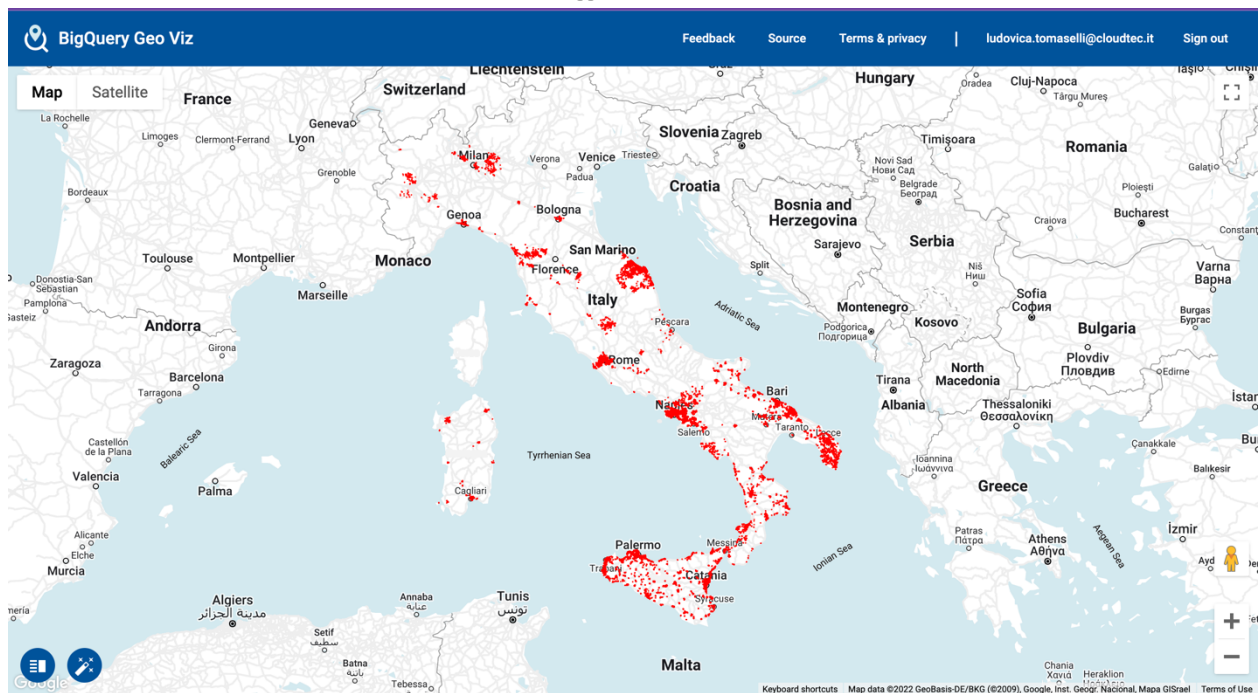 BigQuery Geo Viz
Feedback
Source
Terms & privacy
|
ludovica.tomaselli@cloudtec.it
Sign out
Map
Satellite
Liechtenstein
Switzerland
Hungary
Oradea
Cluj-Napoca
Târgu Mureș
Iași
France
La Rochelle
Limoges
Clermont-Ferrand
Lyon
Geneva
Grenoble
Milan
Verona
Venice
Padua
Trieste
Slovenia
Zagreb
Timișoara
Romania
Galați
Novi Sad
Нови Сад
Belgrade
Београд
Ploiești
Bucharest
Craiova
Constant
Bordeaux
Croatia
Bosnia and
Herzegovina
Sarajevo
Serbia
Genoa
Bologna
San Marino
Florence
Monaco
Toulouse
Montpellier
Marseille
Donostia-San
Sebastian
Pamplona
Gasteiz
Split
Niš
Ниш
Varna
Варна
Sofia
София
Burgas
Бургас
Italy
Adriatic Sea
Montenegro
Podgorica
Подгорица
Kosovo
Bulgaria
Plovdiv
Пловдив
Edirne
Andorra
Girona
Zaragoza
Barcelona
Tarragona
Pescara
Rome
North
Macedonia
Tirana
Albania
Thessaloniki
Θεσσαλονίκη
İstan
Bari
Naples
Matera
Salerno
Taranto
Lecce
Castellón
de la Plana
Balearic Sea
Valencia
Palma
Tyrrhenian Sea
Cagliari
Ioannina
Ιωάννινα
Greece
Çanakkale
Bu
Balıkesir
Alicante
Elche
Murcia
Palermo
Trapani
Messina
Catania
Syracuse
Ionian Sea
Patras
Πάτρα
Athens
Αθήνα
Aegean Sea
İzmir
Ayd
Algiers
مدينة الجزائر
Annaba
عنابة
Tunis
تونس
Setif
سطيف
Batna
باتنة
Tebessa
Malta
Chania
Χανιά
Heraklion
Google
Keyboard shortcuts
Map data ©2022 GeoBasis-DE/BKG (©2009), Google, Inst. Geogr. Nacional, Mapa GISrael
Terms of Use